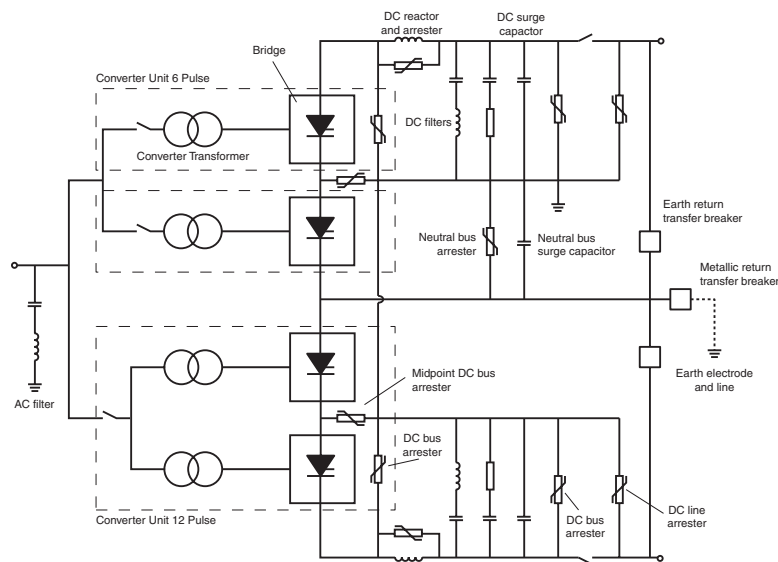 DC reactor
and arrester
DC surge
capactor
Bridge
Converter Unit 6 Pulse
DC filters
Converter Transformer
Earth return
transfer breaker
Neutral bus
arrester
Neutral bus
surge capacitor
Metallic return
transfer breaker
Earth electrode
and line
AC filter
Midpoint DC bus
arrester
DC bus
arrester
DC bus
arrester
DC line
arrester
Converter Unit 12 Pulse